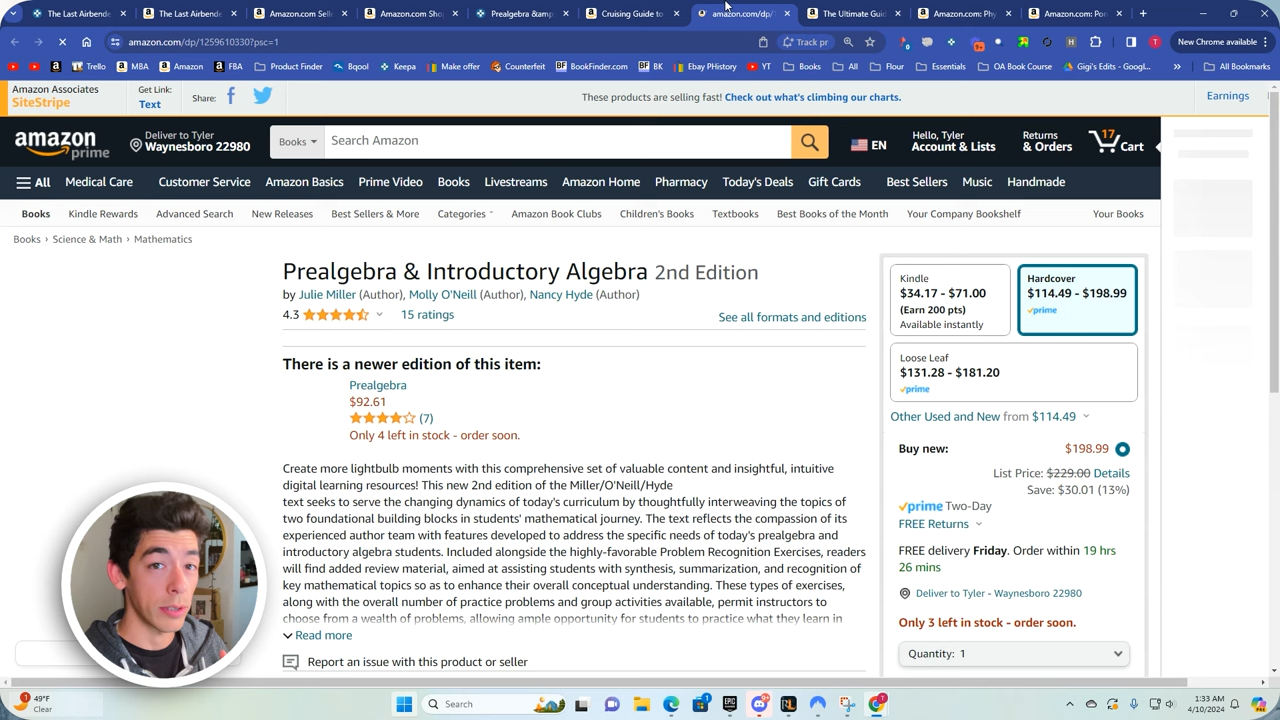 The Last Airbende
The Last Airbende
Amazon.com Sell
Amazon.com Shop
Prealgebra &amp
Cruising Guide to
amazon.com/dp/
The Ultimate Guid
Amazon.com: Phy
Amazon.com: Pon
amazon.com/dp/1259610330?psc=1
Track pr
New Chrome available
Trello
MBA
Amazon
FBA
Product Finder
Bqool
Keepa
Make offer
Counterfeit
BookFinder.com
BK
Ebay PHistory
YT
Books
All
Flour
Essentials
OA Book Course
Gigi's Edits - Googl...
All Bookmarks
Amazon Associates
SiteStripe
Get Link:
Text
Share:
These products are selling fast! Check out what's climbing our charts.
Earnings
amazon prime
Deliver to Tyler
Waynesboro 22980
Books
Search Amazon
EN
Hello, Tyler
Account & Lists
Returns
& Orders
17
Cart
All
Medical Care
Customer Service
Amazon Basics
Prime Video
Books
Livestreams
Amazon Home
Pharmacy
Today's Deals
Gift Cards
Best Sellers
Music
Handmade
Books
Kindle Rewards
Advanced Search
New Releases
Best Sellers & More
Categories
Amazon Book Clubs
Children's Books
Textbooks
Best Books of the Month
Your Company Bookshelf
Your Books
Books › Science & Math › Mathematics
Prealgebra & Introductory Algebra 2nd Edition
by Julie Miller (Author), Molly O'Neill (Author), Nancy Hyde (Author)
4.3
15 ratings
See all formats and editions
There is a newer edition of this item:
Prealgebra
$92.61
(7)
Only 4 left in stock - order soon.
Create more lightbulb moments with this comprehensive set of valuable content and insightful, intuitive
digital learning resources! This new 2nd edition of the Miller/O'Neill/Hyde
text seeks to serve the changing dynamics of today's curriculum by thoughtfully interweaving the topics of
two foundational building blocks in students' mathematical journey. The text reflects the compassion of its
experienced author team with features developed to address the specific needs of today's prealgebra and
introductory algebra students. Included alongside the highly-favorable Problem Recognition Exercises, readers
will find added review material, aimed at assisting students with synthesis, summarization, and recognition of
key mathematical topics so as to enhance their overall conceptual understanding. These types of exercises,
along with the overall number of practice problems and group activities available, permit instructors to
choose from a wealth of problems, allowing ample opportunity for students to practice what they learn in
Read more
Report an issue with this product or seller
Kindle
$34.17 - $71.00
(Earn 200 pts)
Available instantly
Hardcover
$114.49 - $198.99
prime
Loose Leaf
$131.28 - $181.20
prime
Other Used and New from $114.49
Buy new:
$198.99
List Price: $229.00 Details
Save: $30.01 (13%)
prime Two-Day
FREE Returns
FREE delivery Friday. Order within 19 hrs
26 mins
Deliver to Tyler - Waynesboro 22980
Only 3 left in stock - order soon.
Quantity: 1
1
49°F
Clear
Search
1:33 AM
4/10/2024